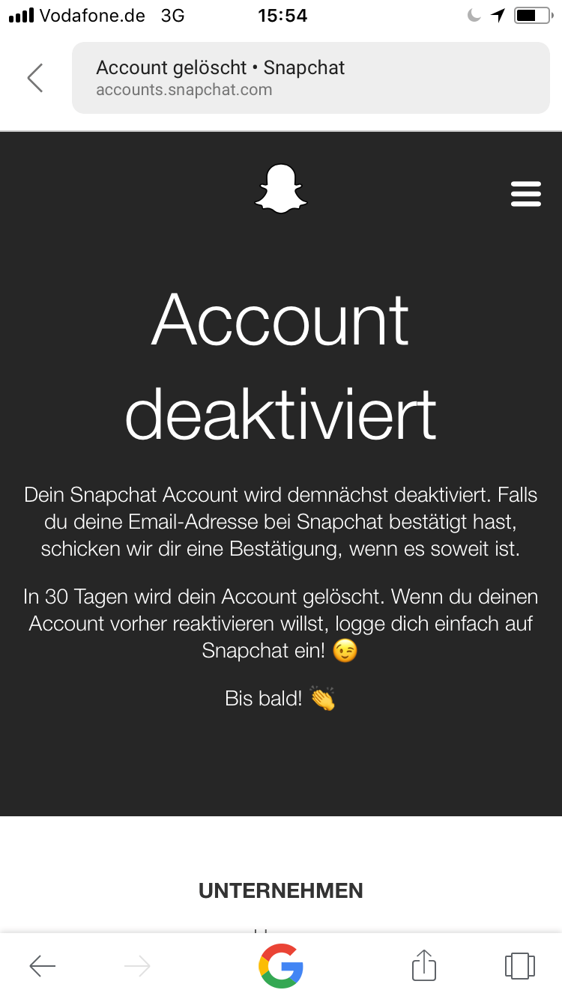 Vodafone.de 3G 15:54
Account gelöscht • Snapchat
accounts.snapchat.com
Account
deaktiviert
Dein Snapchat Account wird demnächst deaktiviert. Falls
du deine Email-Adresse bei Snapchat bestätigt hast,
schicken wir dir eine Bestätigung, wenn es soweit ist.
In 30 Tagen wird dein Account gelöscht. Wenn du deinen
Account vorher reaktivieren willst, logge dich einfach auf
Snapchat ein! 😉
Bis bald! 👏
UNTERNEHMEN